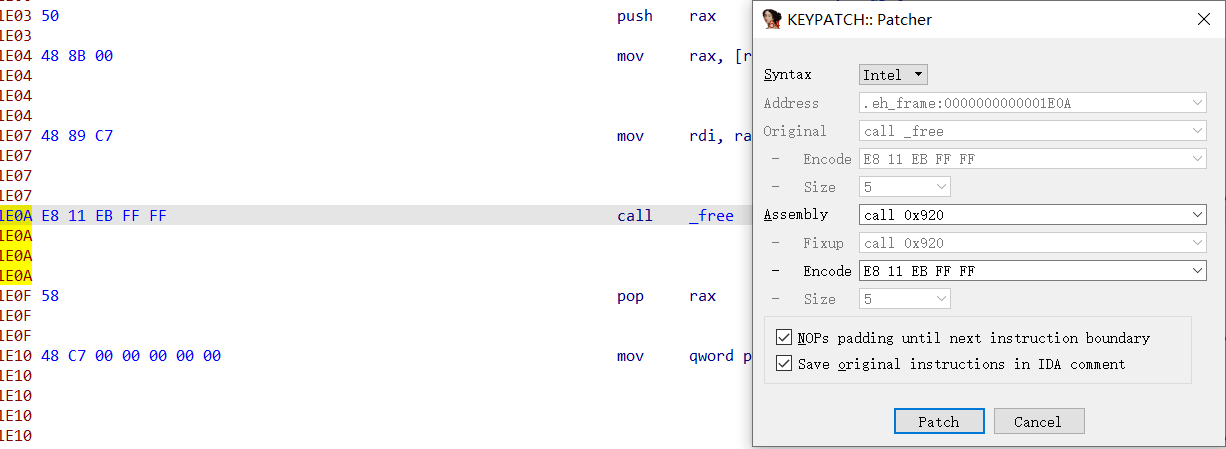 KEYPATCH:: Patcher
1E03 50 push rax
1E03
1E04 48 8B 00 mov rax, [r
1E04
1E04
1E04
1E07 48 89 C7 mov rdi, ra
1E07
1E07
1E07
1E0A E8 11 EB FF FF call _free
1E0A
1E0A
1E0A
1E0F 58 pop rax
1E0F
1E0F
1E10 48 C7 00 00 00 00 00 mov qword p
1E10
1E10
1E10
1E10
Syntax Intel
Address .eh_frame:0000000000001E0A
Original call _free
- Encode E8 11 EB FF FF
- Size 5
Assembly call 0x920
- Fixup call 0x920
- Encode E8 11 EB FF FF
- Size 5
NOPs padding until next instruction boundary
Save original instructions in IDA comment
Patch Cancel